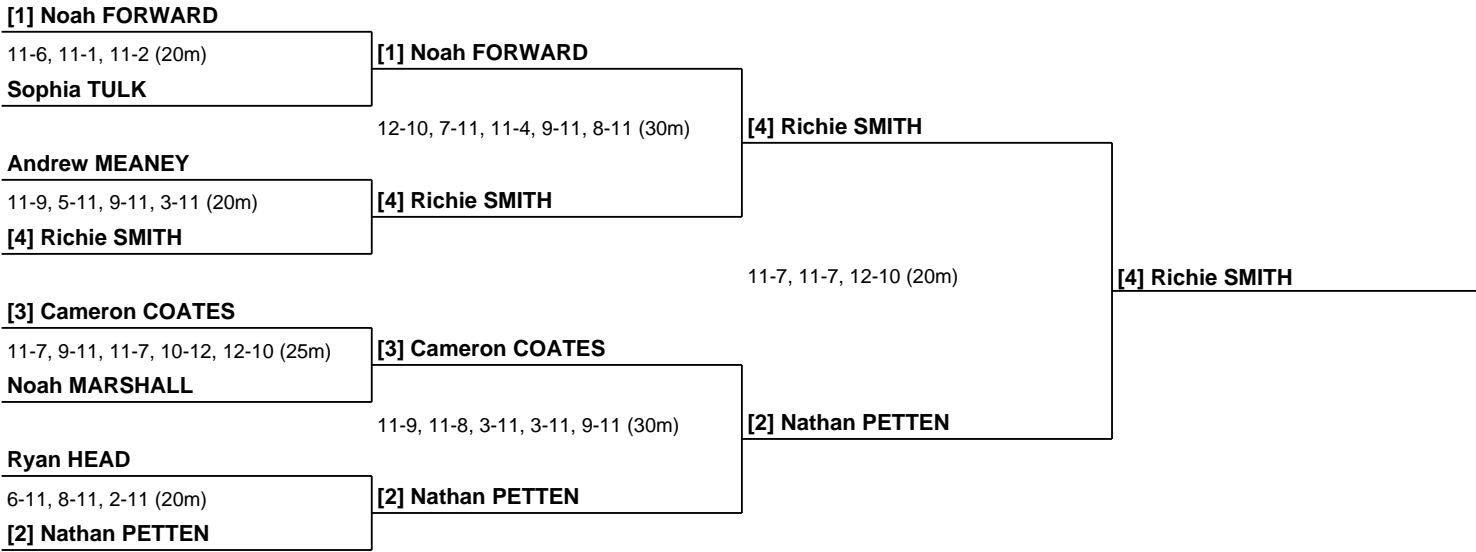 [1] Noah FORWARD
11-6, 11-1, 11-2 (20m)
Sophia TULK
Andrew MEANEY
11-9, 5-11, 9-11, 3-11 (20m)
[4] Richie SMITH
[3] Cameron COATES
11-7, 9-11, 11-7, 10-12, 12-10 (25m)
Noah MARSHALL
Ryan HEAD
6-11, 8-11, 2-11 (20m)
[2] Nathan PETTEN
[1] Noah FORWARD
12-10, 7-11, 11-4, 9-11, 8-11 (30m)
[4] Richie SMITH
[3] Cameron COATES
11-9, 11-8, 3-11, 3-11, 9-11 (30m)
[2] Nathan PETTEN
[4] Richie SMITH
11-7, 11-7, 12-10 (20m)
[2] Nathan PETTEN
[4] Richie SMITH